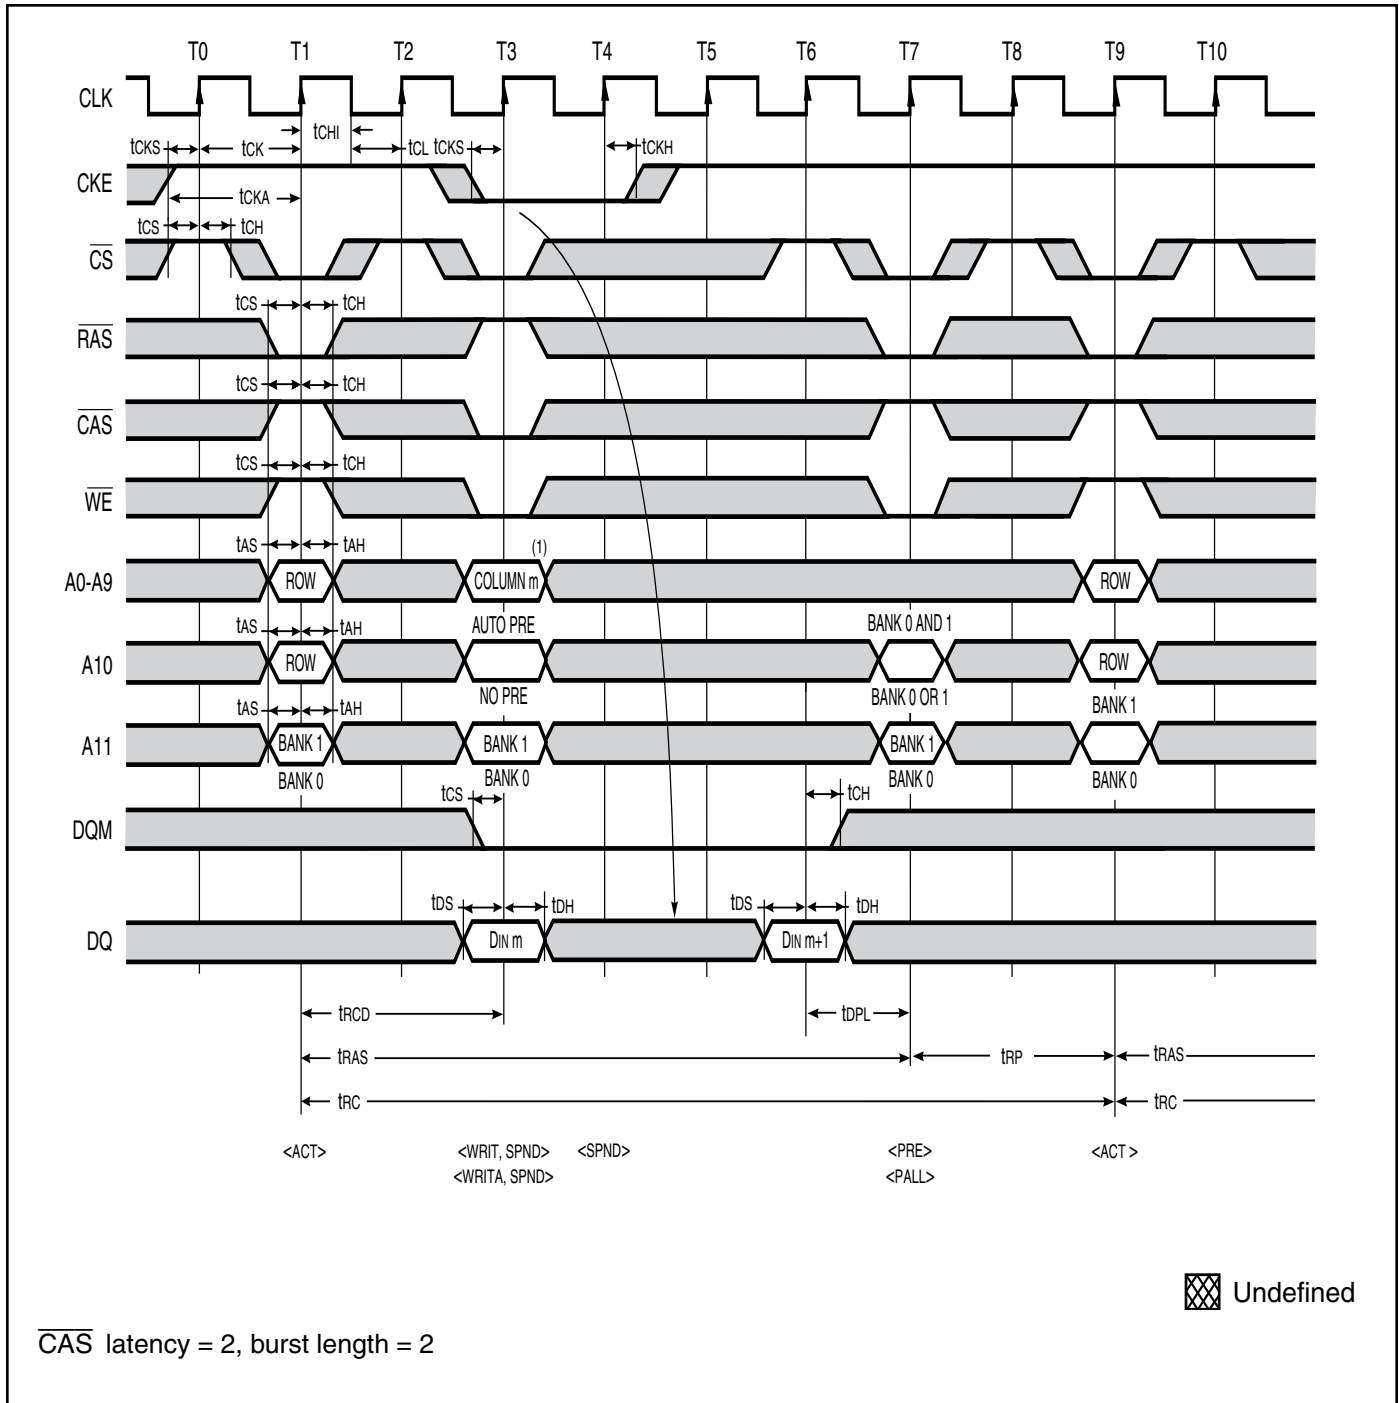 T0 T1 T2 T3 T4 T5 T6 T7 T8 T9 T10
CLK
tCHI
tCKS tCK tCL tCKS tCKH
CKE
tCKA
tCS tCH
CS
tCS tCH
RAS
tCS tCH
CAS
tCS tCH
WE
tAS tAH (1)
A0-A9 ROW COLUMN m ROW
tAS tAH AUTO PRE BANK 0 AND 1
A10 ROW ROW
NO PRE BANK 0 OR 1 BANK 1
tAS tAH
A11 BANK 1 BANK 1 BANK 1
BANK 0 BANK 0 BANK 0 BANK 0
tCS tCH
DQM
tDS tDH tDS tDH
DQ DIN m DIN m+1
tRCD tDPL
tRAS tRP tRAS
tRC tRC
<ACT> <WRIT, SPND> <SPND> <PRE> <ACT >
<WRITA, SPND> <PALL>
Undefined
CAS latency = 2, burst length = 2